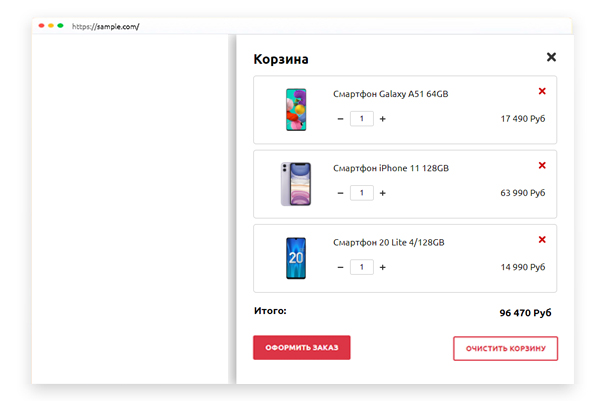 https://sample.com/
Корзина
Смартфон Galaxy A51 64GB
1
17 490 Руб
Смартфон iPhone 11 128GB
1
63 990 Руб
20
Смартфон 20 Lite 4/128GB
1
14 990 Руб
Итого:
96 470 Руб
ОФОРМИТЬ ЗАКАЗ
ОЧИСТИТЬ КОРЗИНУ